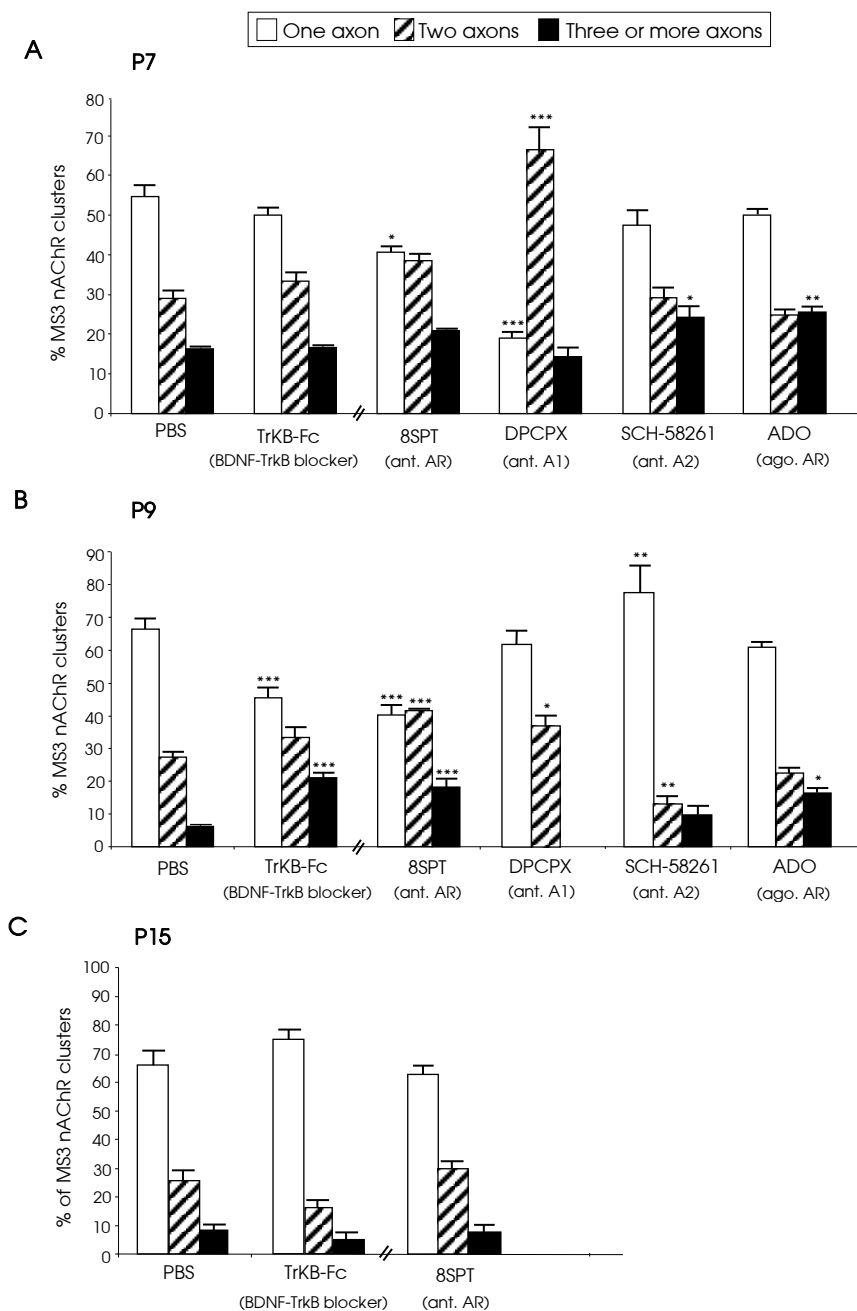 One axon Two axons Three or more axons
A
P7
% MS3 nAChR clusters
80
70
60
50
40
30
20
10
0
*
***
***
*
**
PBS TrKB-Fc 8SPT DPCPX SCH-58261 ADO
(BDNF-TrkB blocker) (ant. AR) (ant. A1) (ant. A2) (ago. AR)
B
P9
% MS3 nAChR clusters
90
80
70
60
50
40
30
20
10
0
***
***
***
***
***
*
**
**
*
PBS TrKB-Fc 8SPT DPCPX SCH-58261 ADO
(BDNF-TrkB blocker) (ant. AR) (ant. A1) (ant. A2) (ago. AR)
C
P15
% of MS3 nAChR clusters
100
90
80
70
60
50
40
30
20
10
0
PBS TrKB-Fc 8SPT
(BDNF-TrkB blocker) (ant. AR)